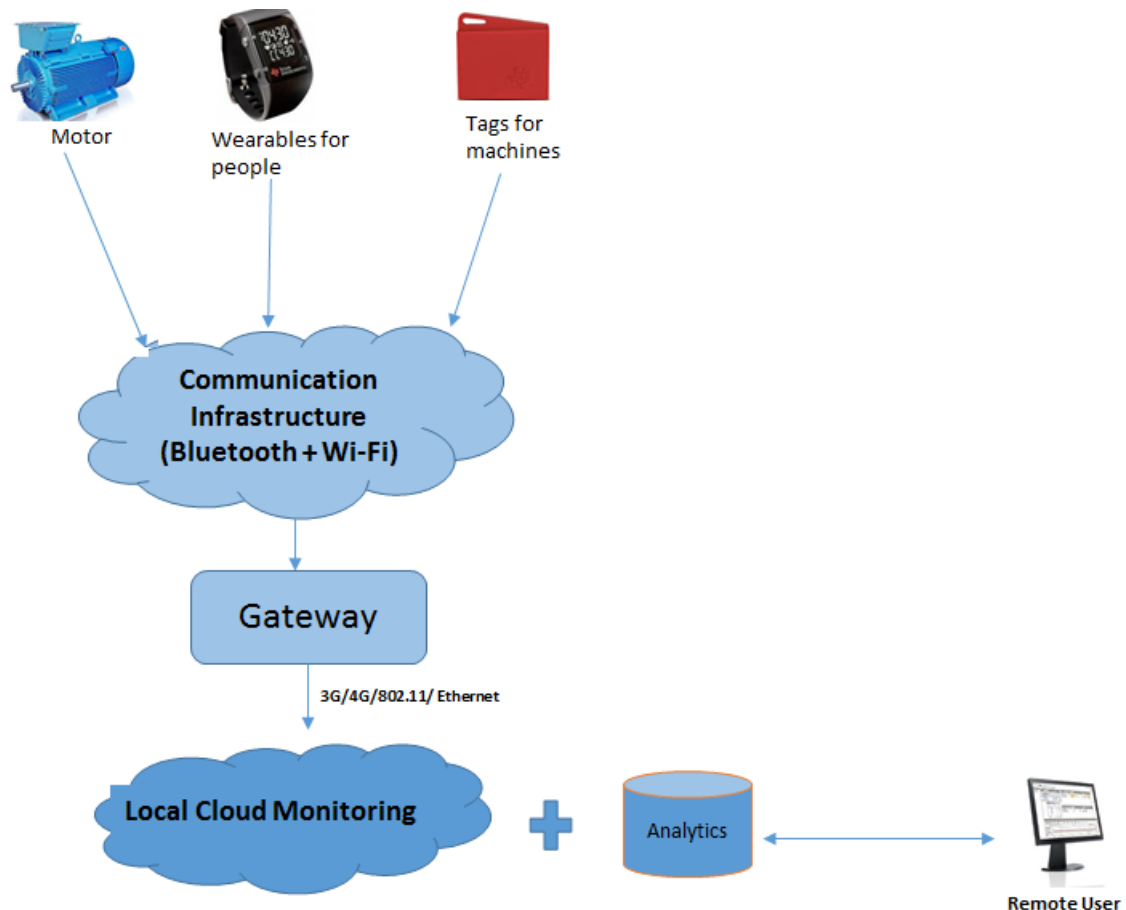 Motor
Wearables for
people
Tags for
machines
Communication
Infrastructure
(Bluetooth + Wi-Fi)
Gateway
3G/4G/802.11/ Ethernet
Local Cloud Monitoring
Analytics
Remote User